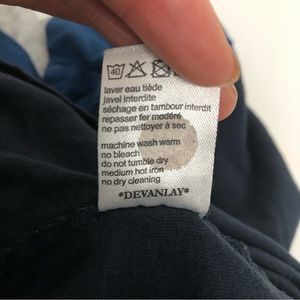 40
laver eau tiède
javel interdite
séchage en tambour interdit
repasser fer modéré
ne pas nettoyer à sec
machine wash warm
no bleach
do not tumble dry
medium hot iron
no dry cleaning
*DEVANLAY*